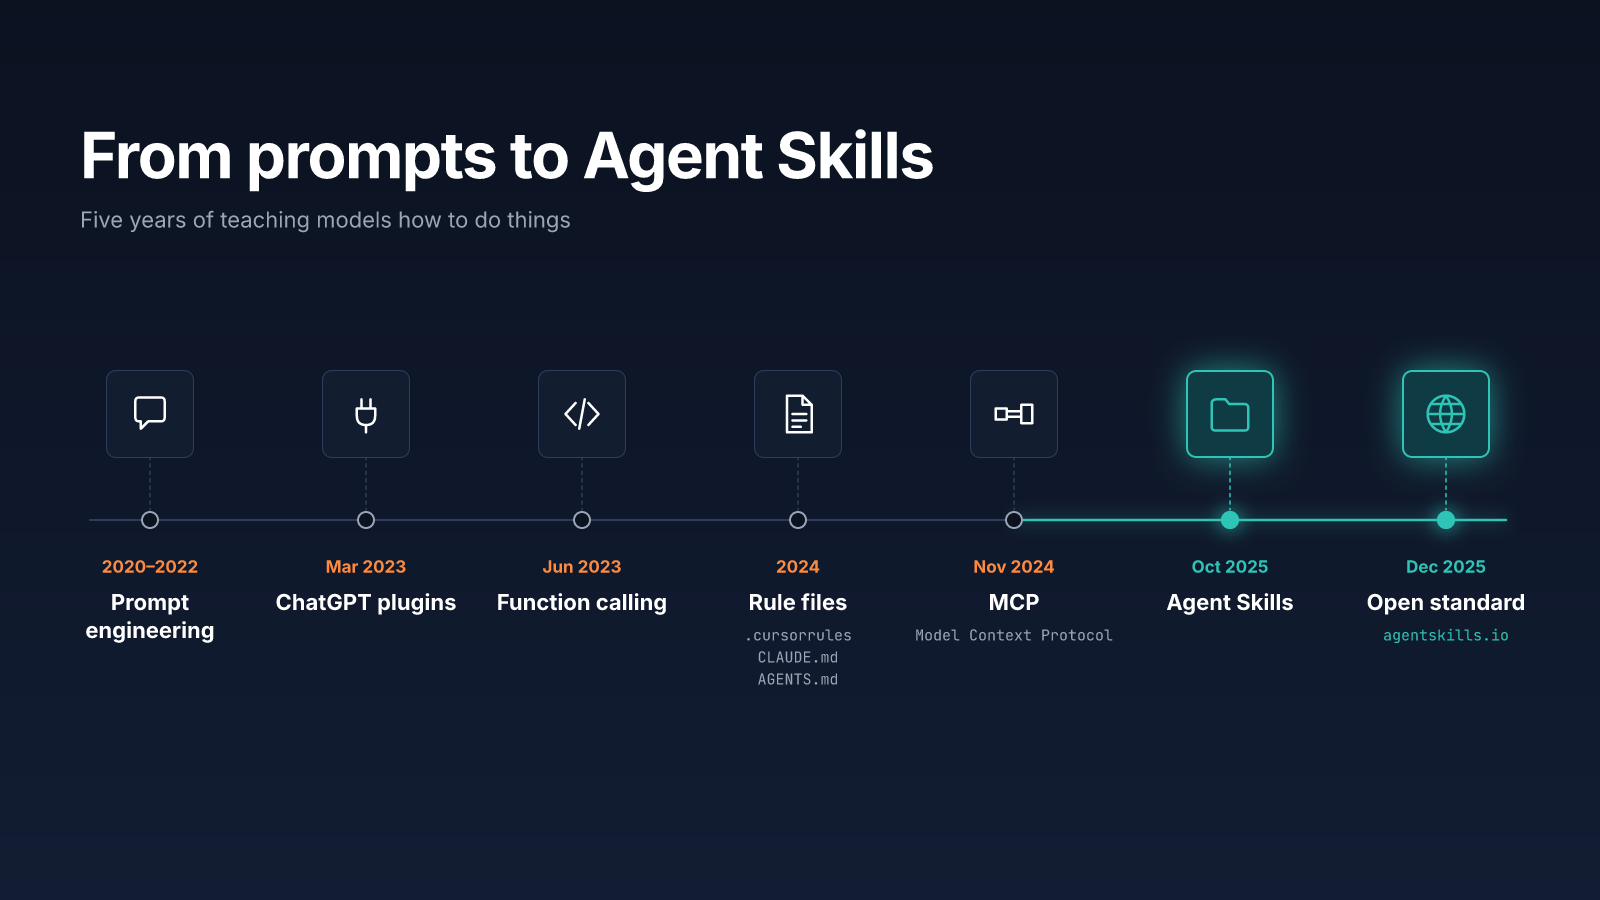 From prompts to Agent Skills
Five years of teaching models how to do things
2020–2022
Prompt
engineering
Mar 2023
ChatGPT plugins
Jun 2023
Function calling
2024
Rule files
.cursorrules
CLAUDE.md
AGENTS.md
Nov 2024
MCP
Model Context Protocol
Oct 2025
Agent Skills
Dec 2025
Open standard
agentskills.io